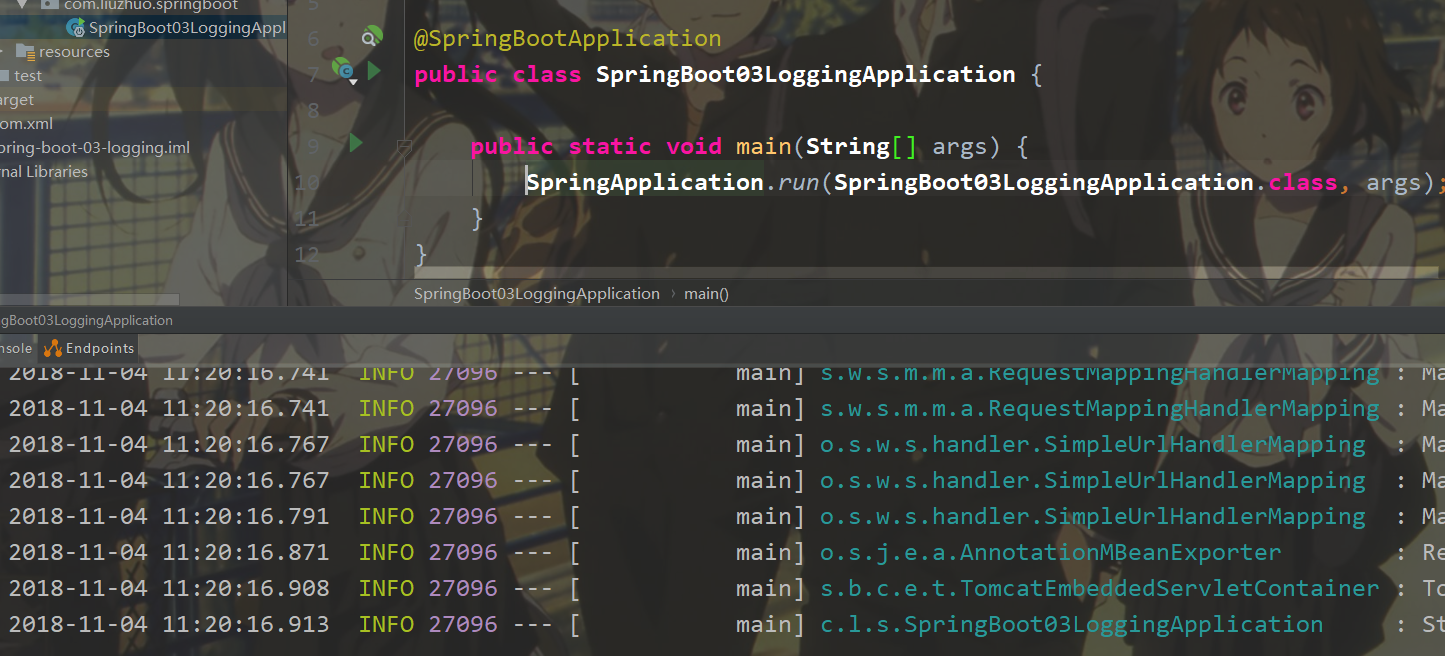 com.liuzhuo.springboot
SpringBoot03LoggingAppl
resources
test
arget
om.xml
pring-boot-03-logging.iml
rnal Libraries
5
6 @SpringBootApplication
7 public class SpringBoot03LoggingApplication {
8
9 public static void main(String[] args) {
10 SpringApplication.run(SpringBoot03LoggingApplication.class, args);
11 }
12 }
SpringBoot03LoggingApplication › main()
gBoot03LoggingApplication
nsole Endpoints
2018-11-04 11:20:16.741 INFO 27096 --- [ main] s.w.s.m.m.a.RequestMappingHandlerMapping : Ma
2018-11-04 11:20:16.741 INFO 27096 --- [ main] s.w.s.m.m.a.RequestMappingHandlerMapping : Ma
2018-11-04 11:20:16.767 INFO 27096 --- [ main] o.s.w.s.handler.SimpleUrlHandlerMapping : Ma
2018-11-04 11:20:16.767 INFO 27096 --- [ main] o.s.w.s.handler.SimpleUrlHandlerMapping : Ma
2018-11-04 11:20:16.791 INFO 27096 --- [ main] o.s.w.s.handler.SimpleUrlHandlerMapping : Ma
2018-11-04 11:20:16.871 INFO 27096 --- [ main] o.s.j.e.a.AnnotationMBeanExporter : Re
2018-11-04 11:20:16.908 INFO 27096 --- [ main] s.b.c.e.t.TomcatEmbeddedServletContainer : To
2018-11-04 11:20:16.913 INFO 27096 --- [ main] c.l.s.SpringBoot03LoggingApplication : St